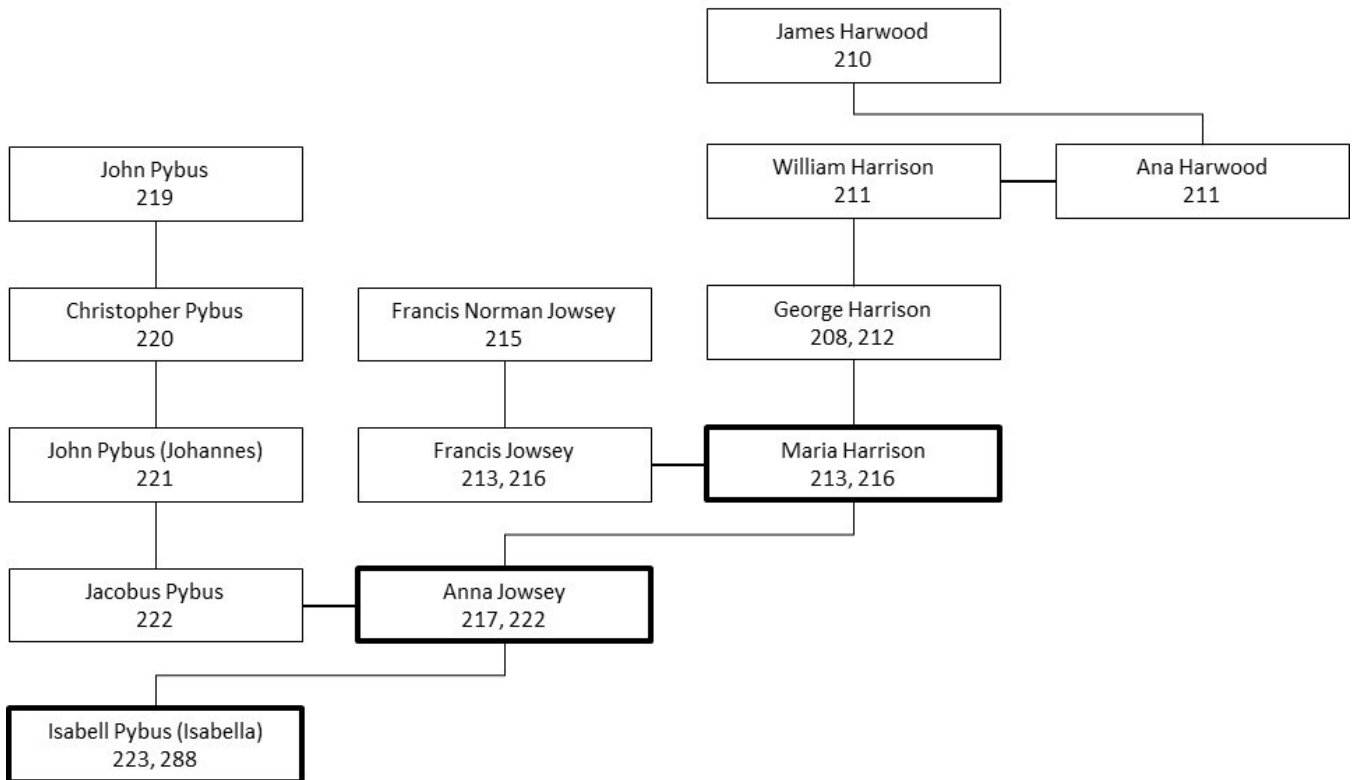 James Harwood
210
John Pybus
219
William Harrison
211
Ana Harwood
211
Christopher Pybus
220
Francis Norman Jowsey
215
George Harrison
208, 212
John Pybus (Johannes)
221
Francis Jowsey
213, 216
Maria Harrison
213, 216
Jacobus Pybus
222
Anna Jowsey
217, 222
Isabell Pybus (Isabella)
223, 288